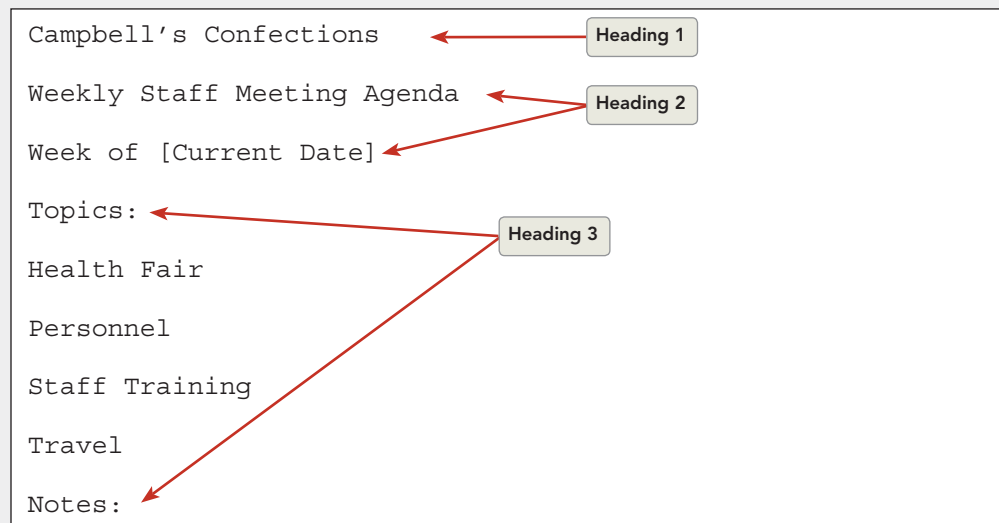 Campbell’s Confections Heading 1
Weekly Staff Meeting Agenda Heading 2
Week of [Current Date]
Topics:
Heading 3
Health Fair
Personnel
Staff Training
Travel
Notes: